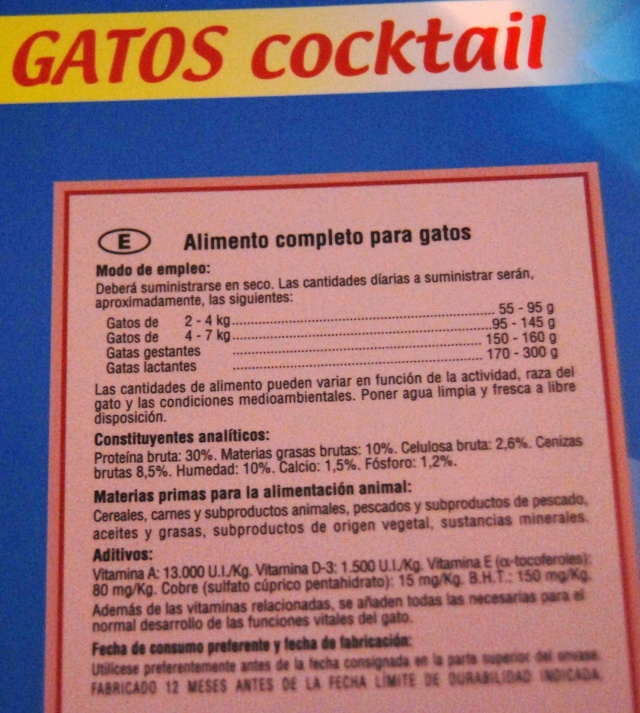 GATOS cocktail
E Alimento completo para gatos
Modo de empleo:
Deberá suministrarse en seco. Las cantidades díarias a suministrar serán,
aproximadamente, las siguientes:
Gatos de 2 - 4 kg ........ 55 - 95 g
Gatos de 4 - 7 kg ........ 95 - 145 g
Gatas gestantes ........ 150 - 160 g
Gatas lactantes ........ 170 - 300 g
Las cantidades de alimento pueden variar en función de la actividad, raza del
gato y las condiciones medioambientales. Poner agua limpia y fresca a libre
disposición.
Constituyentes analíticos:
Proteína bruta: 30%. Materias grasas brutas: 10%. Celulosa bruta: 2,6%. Cenizas
brutas 8,5%. Humedad: 10%. Calcio: 1,5%. Fósforo: 1,2%.
Materias primas para la alimentación animal:
Cereales, carnes y subproductos animales, pescados y subproductos de pescado,
aceites y grasas, subproductos de origen vegetal, sustancias minerales.
Aditivos:
Vitamina A: 13.000 U.I./Kg. Vitamina D-3: 1.500 U.I./Kg. Vitamina E (α-tocoferoles):
80 mg/Kg. Cobre (sulfato cúprico pentahidrato): 15 mg/Kg. B.H.T.: 150 mg/Kg.
Además de las vitaminas relacionadas, se añaden todas las necesarias para el
normal desarrollo de las funciones vitales del gato.
Fecha de consumo preferente y fecha de fabricación:
Utilícese preferentemente antes de la fecha consignada en la parte superior del envase.
FABRICADO 12 MESES ANTES DE LA FECHA LÍMITE DE DURABILIDAD INDICADA.